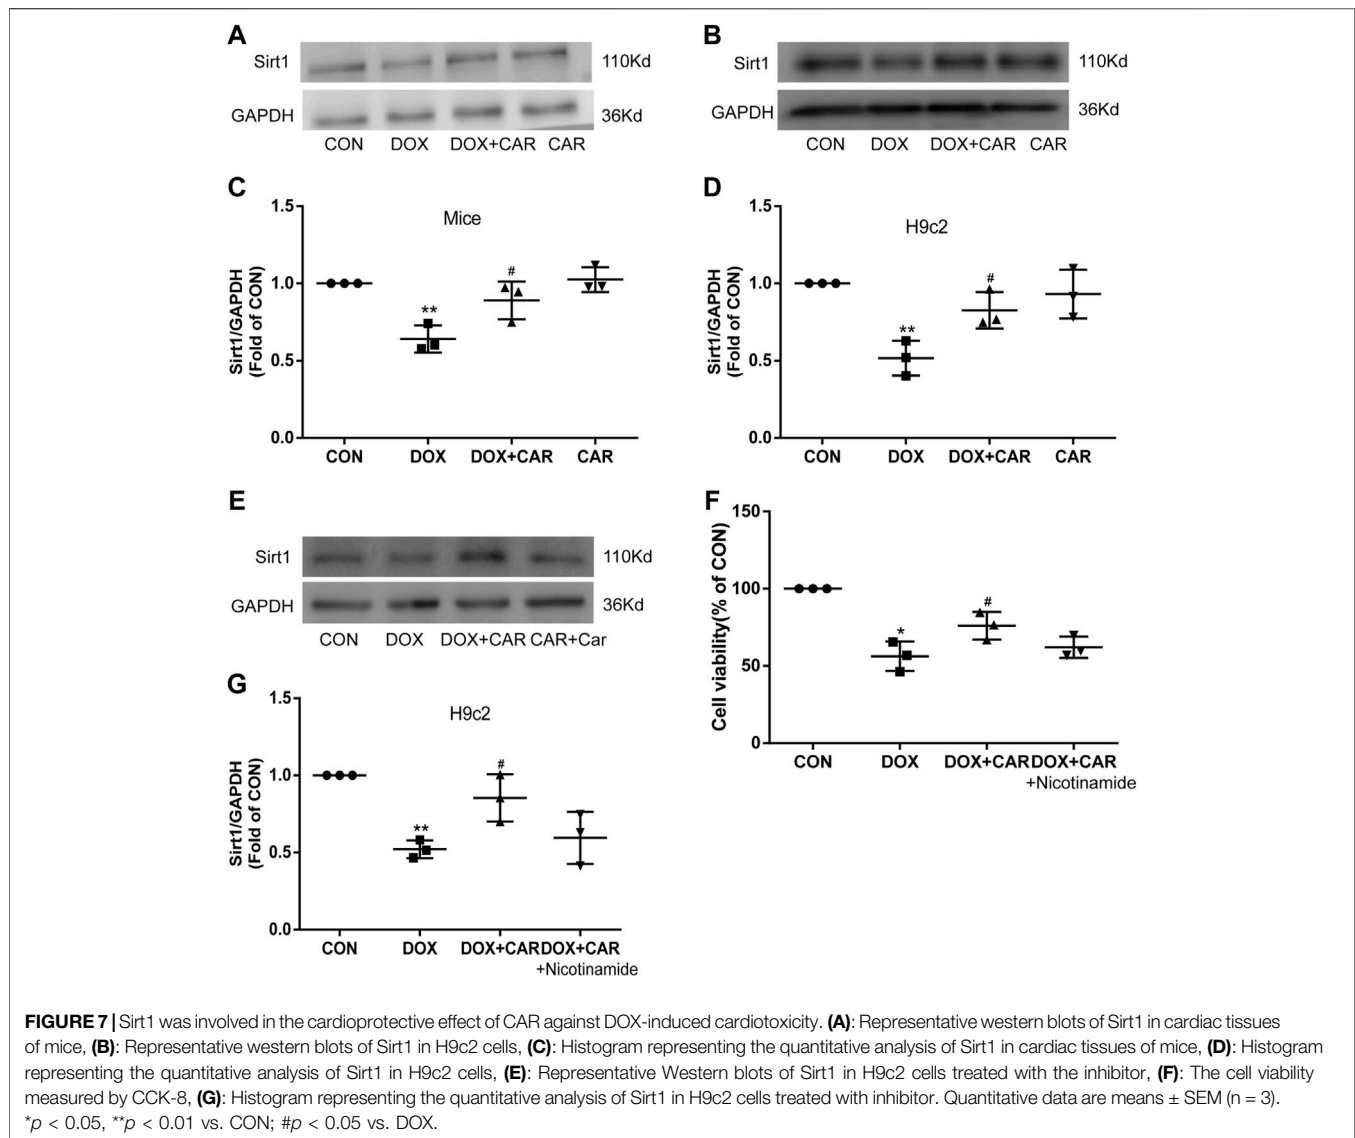 A
Sirt1
110Kd
GAPDH
36Kd
CON DOX DOX+CAR CAR
B
Sirt1
110Kd
GAPDH
36Kd
CON DOX DOX+CAR CAR
C
Mice
Sirt1/GAPDH
(Fold of CON)
1.5
1.0
0.5
0.0
**
#
CON DOX DOX+CAR CAR
D
H9c2
Sirt1/GAPDH
(Fold of CON)
1.5
1.0
0.5
0.0
**
#
CON DOX DOX+CAR CAR
E
Sirt1
110Kd
GAPDH
36Kd
CON DOX DOX+CAR CAR+Car
F
Cell viability(% of CON)
150
100
50
0
*
#
CON DOX DOX+CAR DOX+CAR
+Nicotinamide
G
H9c2
Sirt1/GAPDH
(Fold of CON)
1.5
1.0
0.5
0.0
**
#
CON DOX DOX+CAR DOX+CAR
+Nicotinamide
FIGURE 7 | Sirt1 was involved in the cardioprotective effect of CAR against DOX-induced cardiotoxicity. (A): Representative western blots of Sirt1 in cardiac tissues
of mice, (B): Representative western blots of Sirt1 in H9c2 cells, (C): Histogram representing the quantitative analysis of Sirt1 in cardiac tissues of mice, (D): Histogram
representing the quantitative analysis of Sirt1 in H9c2 cells, (E): Representative Western blots of Sirt1 in H9c2 cells treated with the inhibitor, (F): The cell viability
measured by CCK-8, (G): Histogram representing the quantitative analysis of Sirt1 in H9c2 cells treated with inhibitor. Quantitative data are means ± SEM (n = 3).
*p < 0.05, **p < 0.01 vs. CON; #p < 0.05 vs. DOX.